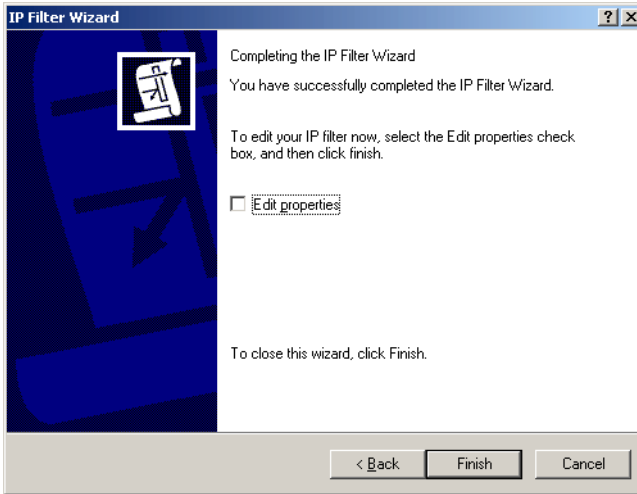 IP Filter Wizard
Completing the IP Filter Wizard
You have successfully completed the IP Filter Wizard.
To edit your IP filter now, select the Edit properties check
box, and then click finish.
Edit properties
To close this wizard, click Finish.
< Back Finish Cancel